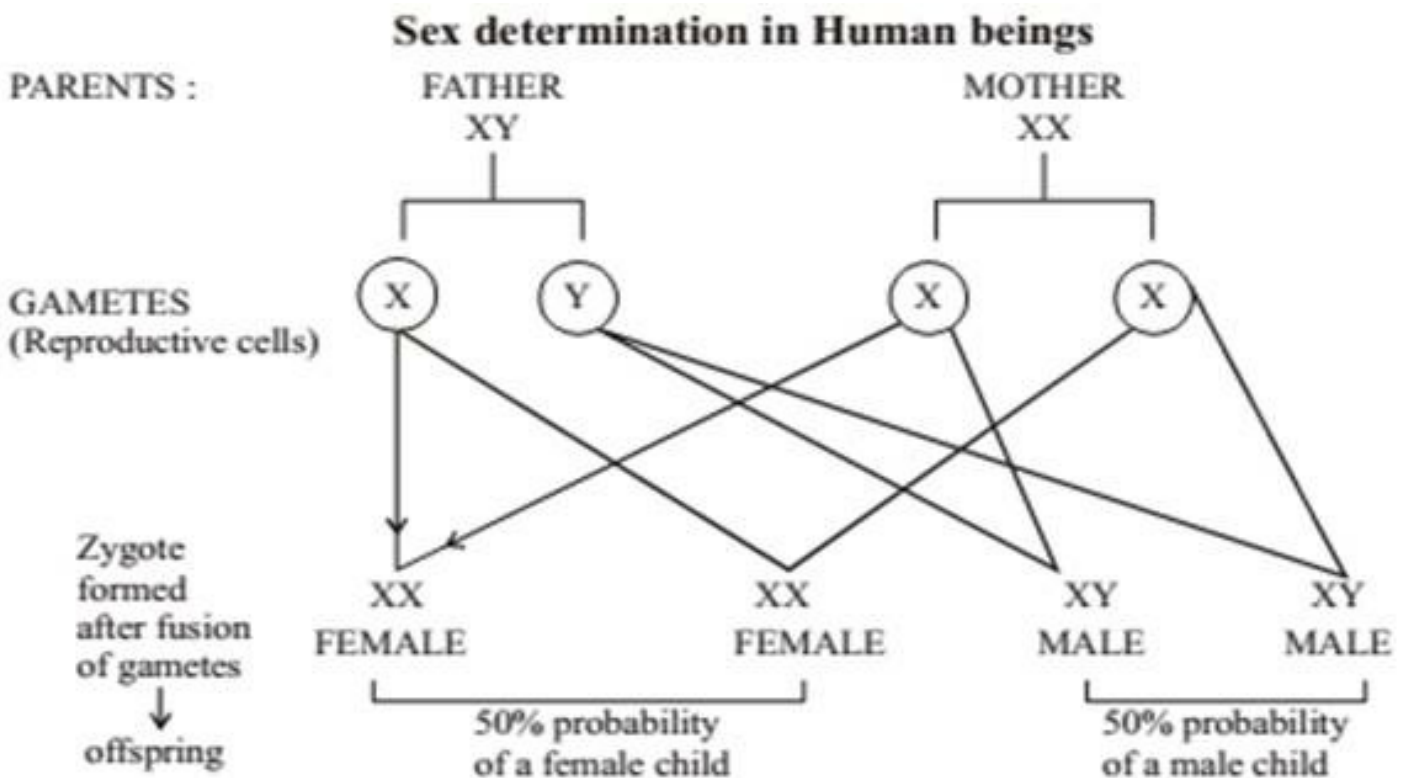 Sex determination in Human beings
PARENTS : FATHER MOTHER
XY XX
X Y X X
GAMETES
(Reproductive cells)
Zygote
formed
after fusion
of gametes
offspring
XX XX XY XY
FEMALE FEMALE MALE MALE
50% probability
of a female child
50% probability
of a male child